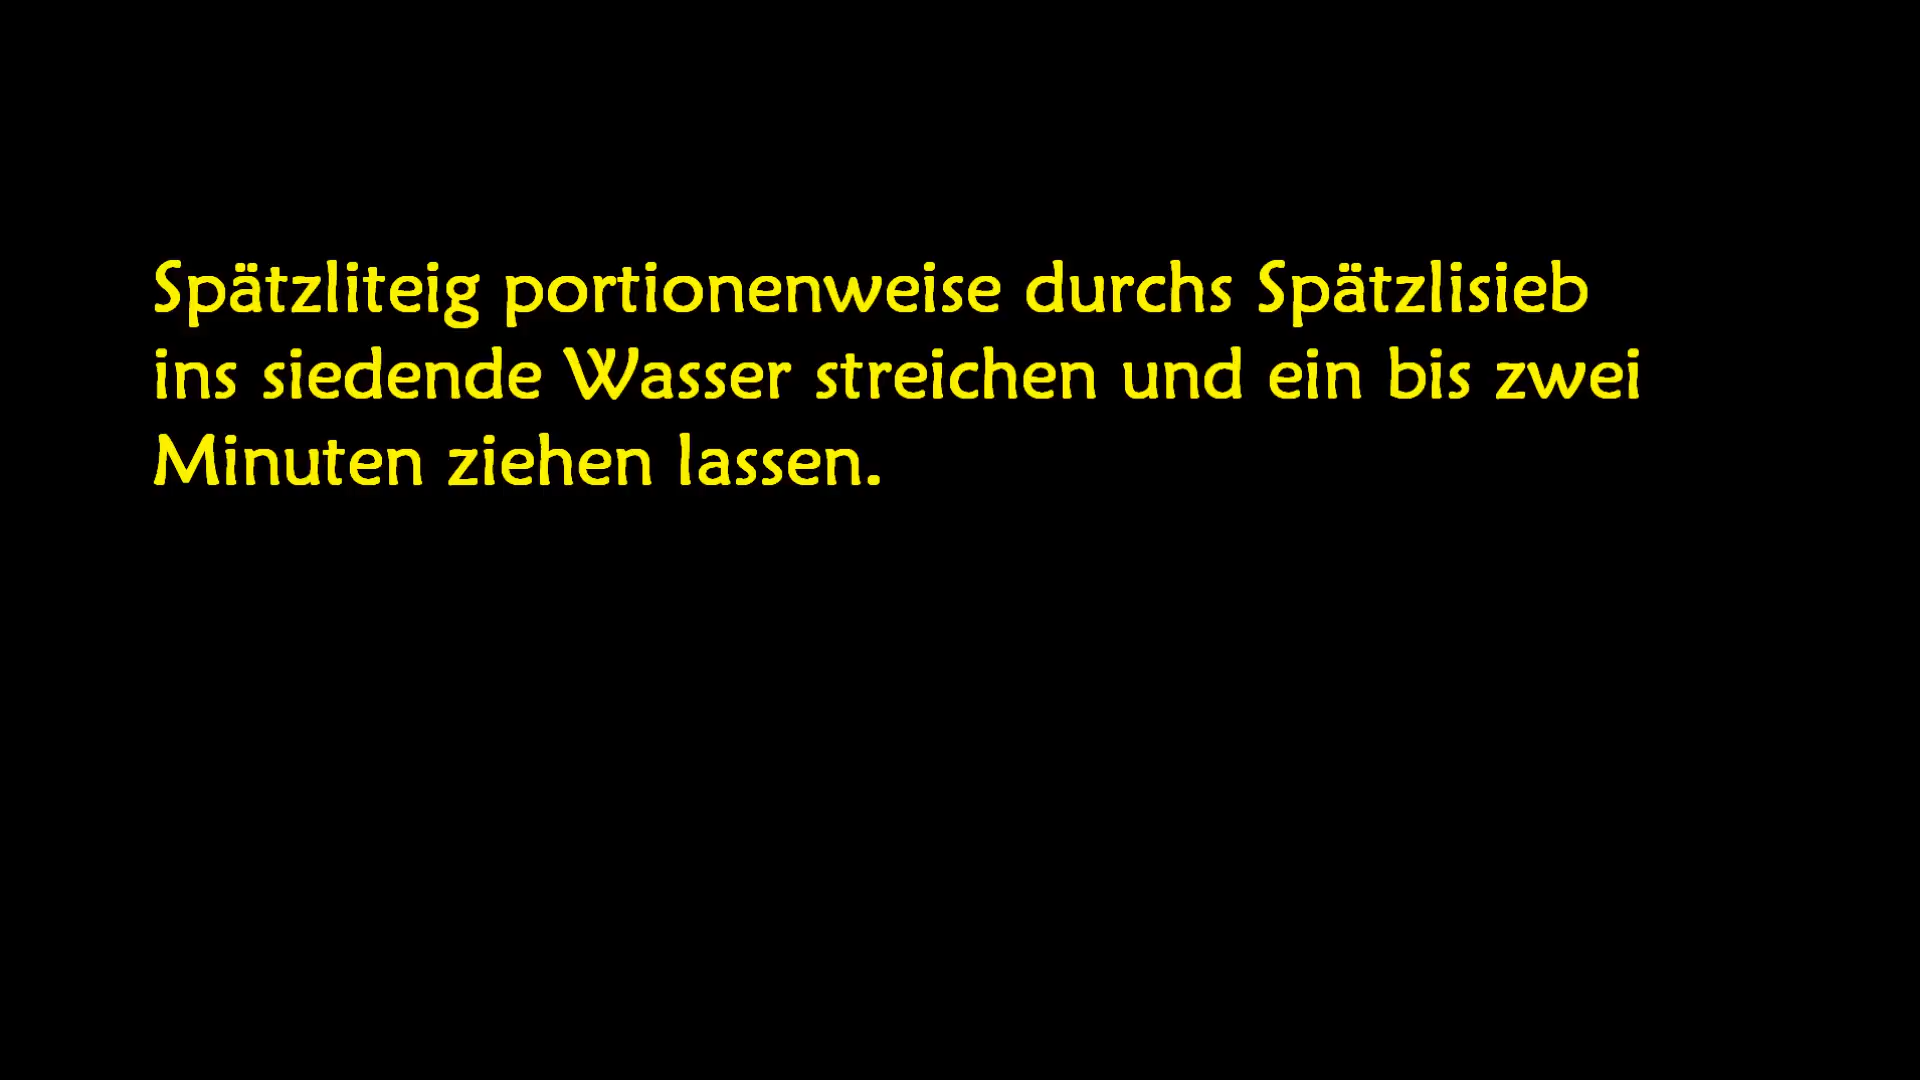 Spätzliteig portionenweise durchs Spätzlisieb
ins siedende Wasser streichen und ein bis zwei
Minuten ziehen lassen.